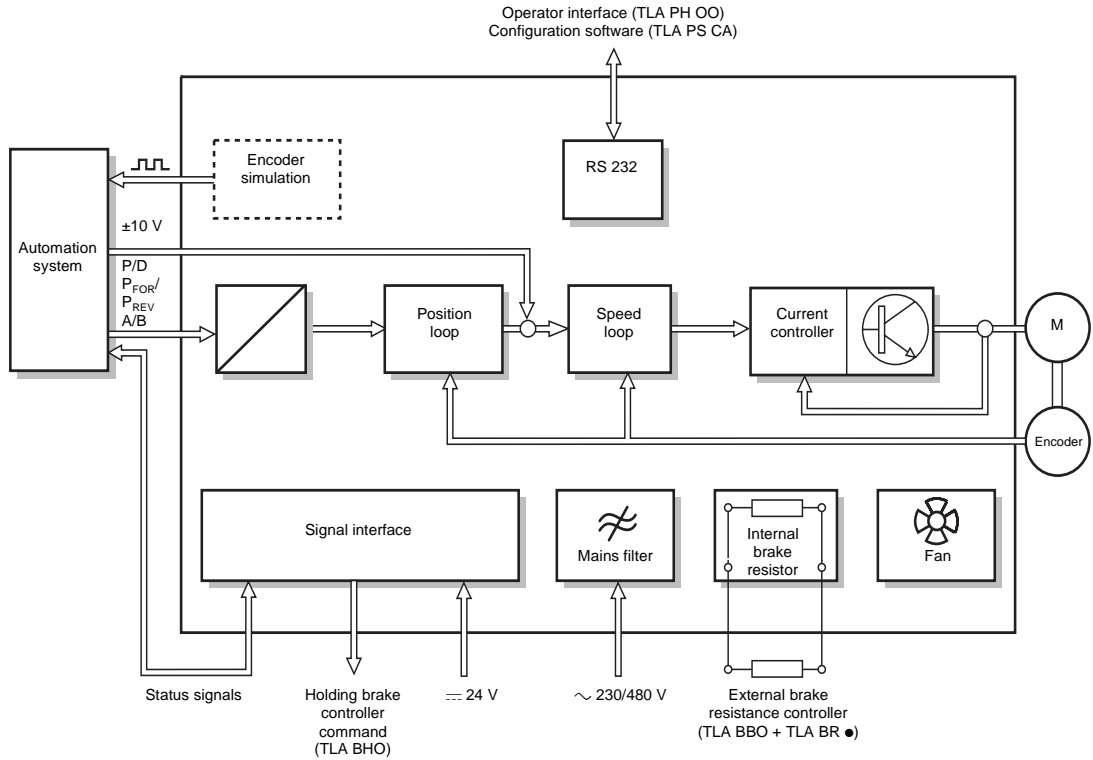 Operator interface (TLA PH OO)
Configuration software (TLA PS CA)
Encoder
simulation
RS 232
Automation
system
±10 V
P/D
PFOR/
PREV
A/B
Position
loop
Speed
loop
Current
controller
M
Encoder
Signal interface
Mains filter
Internal
brake
resistor
Fan
Status signals
Holding brake
controller
command
(TLA BHO)
⎓ 24 V
～ 230/480 V
External brake
resistance controller
(TLA BBO + TLA BR ●)